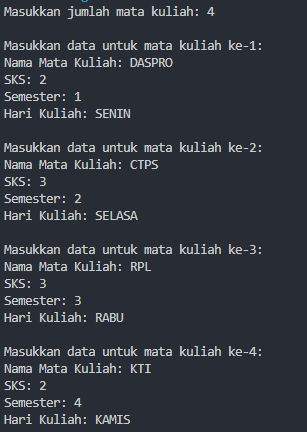 Masukkan jumlah mata kuliah: 4
Masukkan data untuk mata kuliah ke-1:
Nama Mata Kuliah: DASPRO
SKS: 2
Semester: 1
Hari Kuliah: SENIN
Masukkan data untuk mata kuliah ke-2:
Nama Mata Kuliah: CTPS
SKS: 3
Semester: 2
Hari Kuliah: SELASA
Masukkan data untuk mata kuliah ke-3:
Nama Mata Kuliah: RPL
SKS: 3
Semester: 3
Hari Kuliah: RABU
Masukkan data untuk mata kuliah ke-4:
Nama Mata Kuliah: KTI
SKS: 2
Semester: 4
Hari Kuliah: KAMIS